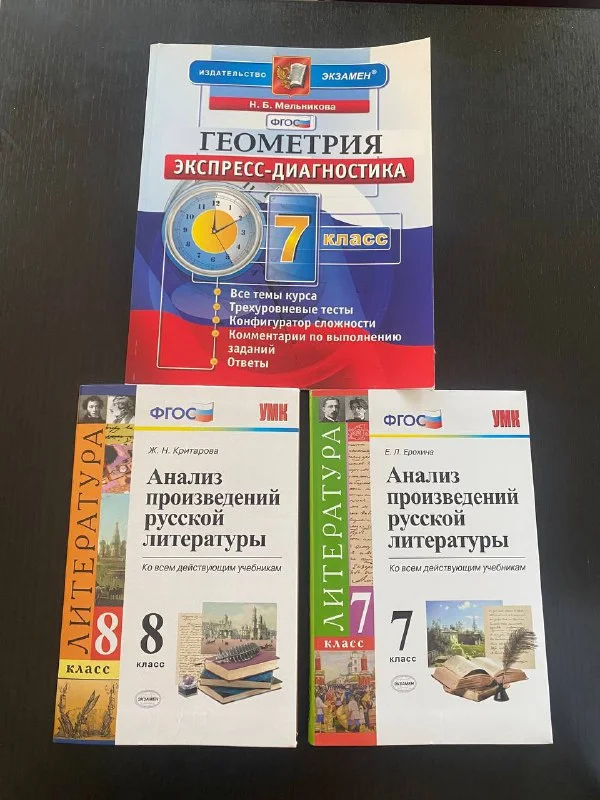 ИЗДАТЕЛЬСТВО ЭКЗАМЕН®
Н. Б. Мельникова
ФГОС
ГЕОМЕТРИЯ
ЭКСПРЕСС-ДИАГНОСТИКА
7 класс
Все темы курса
Трехуровневые тесты
Конфигуратор сложности
Комментарии по выполнению
заданий
Ответы
ФГОС
УМК
Ж. Н. Критарова
Анализ
произведений
русской
литературы
Ко всем действующим учебникам
8
класс
ЭКЗАМЕН
ЛИТЕРАТУРА
8
класс
ФГОС
УМК
Е. Л. Ерохина
Анализ
произведений
русской
литературы
Ко всем действующим учебникам
7
класс
ЭКЗАМЕН
ЛИТЕРАТУРА
7
класс